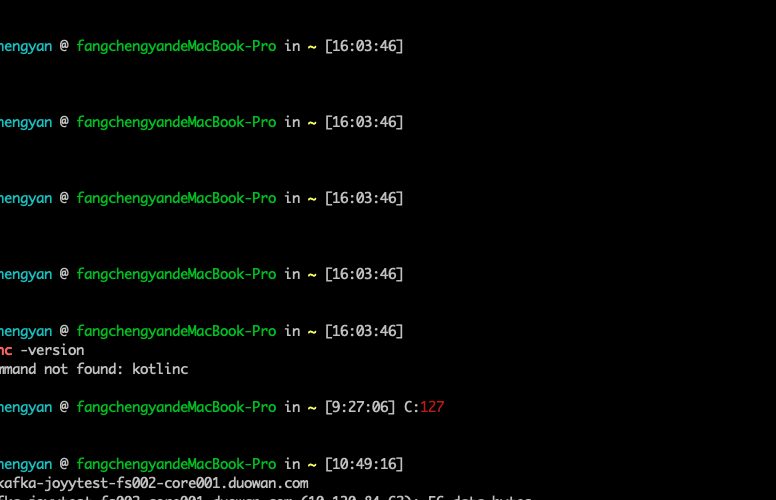 hengyan @ fangchengyandeMacBook-Pro in ~ [16:03:46]
hengyan @ fangchengyandeMacBook-Pro in ~ [16:03:46]
hengyan @ fangchengyandeMacBook-Pro in ~ [16:03:46]
hengyan @ fangchengyandeMacBook-Pro in ~ [16:03:46]
hengyan @ fangchengyandeMacBook-Pro in ~ [16:03:46]
nc -version
mmand not found: kotlinc
hengyan @ fangchengyandeMacBook-Pro in ~ [9:27:06] C:127
hengyan @ fangchengyandeMacBook-Pro in ~ [10:49:16]
kafka-joyytest-fs002-core001.duowan.com